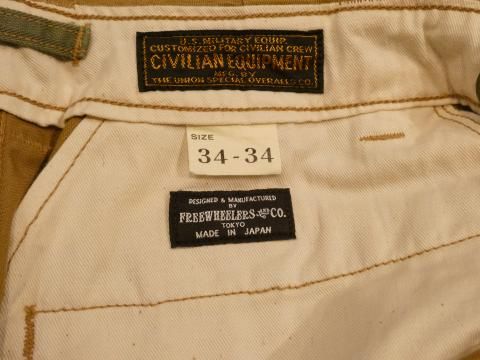 U.S. MILITARY EQUIP.
CUSTOMIZED FOR CIVILIAN CREW
CIVILIAN EQUIPMENT
MFG. BY
THE UNION SPECIAL OVERALLS CO.
SIZE
34 - 34
DESIGNED & MANUFACTURED
BY
FREEWHEELERS AND CO.
TOKYO
MADE IN JAPAN